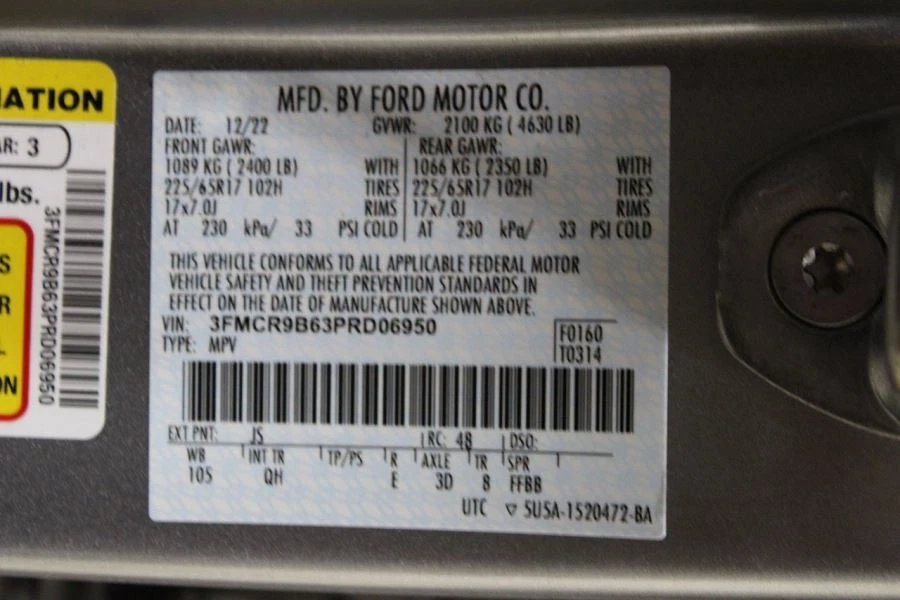 MATION
AR: 3
lbs.
S
R
L
ON
3FMCR9B63PRD06950
MFD. BY FORD MOTOR CO.
DATE: 12/22 GVWR: 2100 KG ( 4630 LB)
FRONT GAWR: REAR GAWR:
1089 KG ( 2400 LB) WITH 1066 KG ( 2350 LB) WITH
225/65R17 102H TIRES 225/65R17 102H TIRES
17x7.0J RIMS 17x7.0J RIMS
AT 230 kPa/ 33 PSI COLD AT 230 kPa/ 33 PSI COLD
THIS VEHICLE CONFORMS TO ALL APPLICABLE FEDERAL MOTOR
VEHICLE SAFETY AND THEFT PREVENTION STANDARDS IN
EFFECT ON THE DATE OF MANUFACTURE SHOWN ABOVE.
VIN: 3FMCR9B63PRD06950 F0160
TYPE: MPV T0314
EXT PNT: JS RC: 48 DSO:
WB INT TR TP/PS R AXLE TR SPR
105 QH E 3D 8 FFBB
UTC ▽ 5U5A-1520472-BA